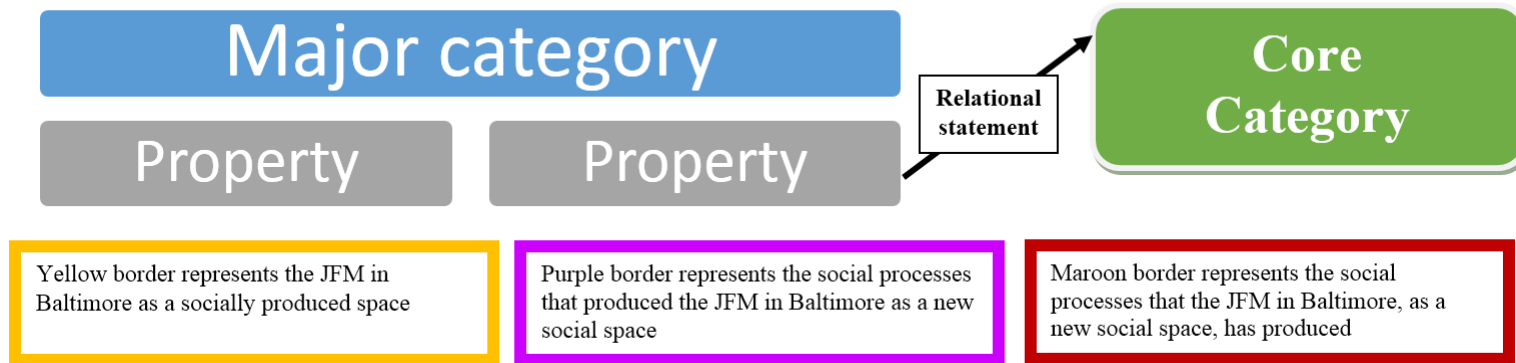 Major category
Core
Category
Relational
statement
Property
Property
Yellow border represents the JFM in
Baltimore as a socially produced space
Purple border represents the social processes
that produced the JFM in Baltimore as a new
social space
Maroon border represents the social
processes that the JFM in Baltimore, as a
new social space, has produced